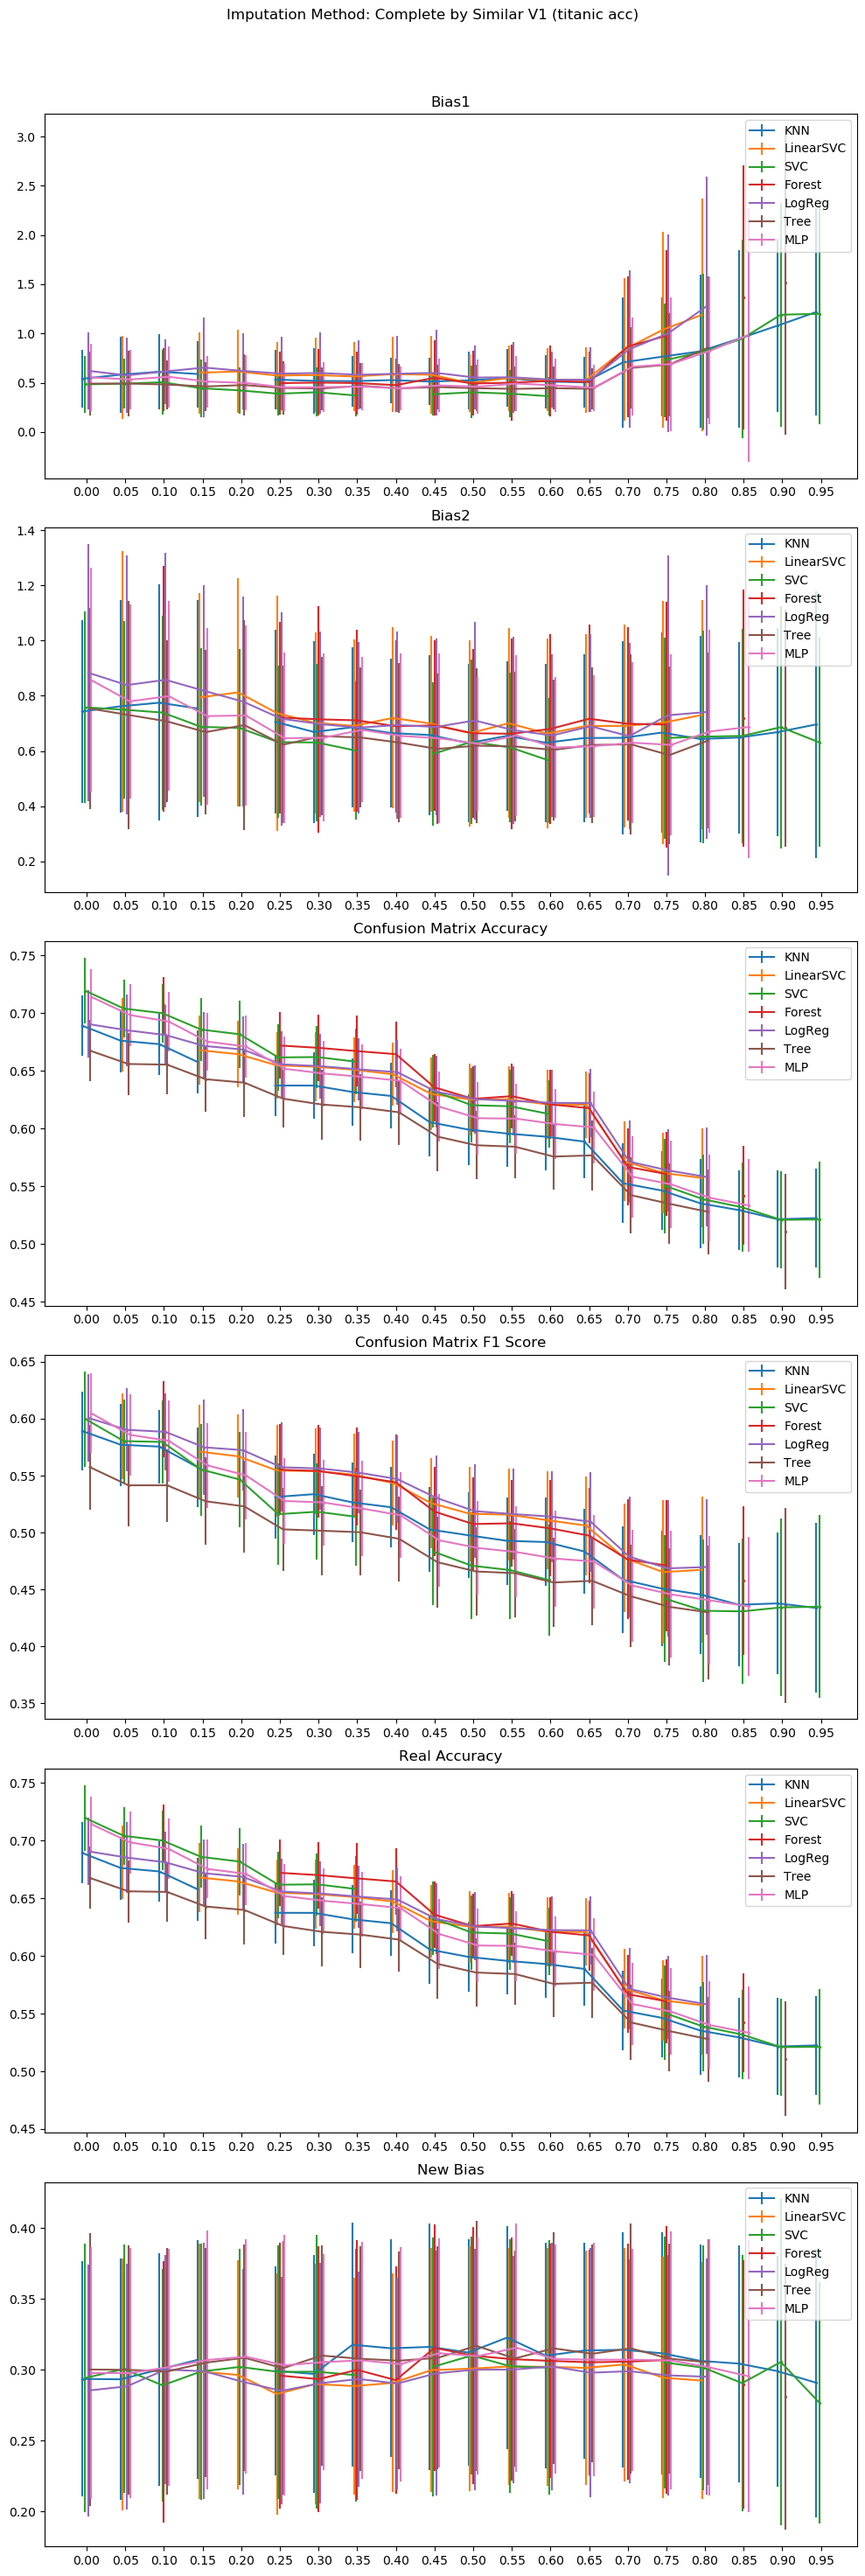 Imputation Method: Complete by Similar V1 (titanic acc)
Bias1
3.0
2.5
2.0
1.5
1.0
0.5
0.0
KNN
LinearSVC
SVC
Forest
LogReg
Tree
MLP
0.00 0.05 0.10 0.15 0.20 0.25 0.30 0.35 0.40 0.45 0.50 0.55 0.60 0.65 0.70 0.75 0.80 0.85 0.90 0.95
Bias2
1.4
1.2
1.0
0.8
0.6
0.4
0.2
KNN
LinearSVC
SVC
Forest
LogReg
Tree
MLP
0.00 0.05 0.10 0.15 0.20 0.25 0.30 0.35 0.40 0.45 0.50 0.55 0.60 0.65 0.70 0.75 0.80 0.85 0.90 0.95
Confusion Matrix Accuracy
0.75
0.70
0.65
0.60
0.55
0.50
0.45
KNN
LinearSVC
SVC
Forest
LogReg
Tree
MLP
0.00 0.05 0.10 0.15 0.20 0.25 0.30 0.35 0.40 0.45 0.50 0.55 0.60 0.65 0.70 0.75 0.80 0.85 0.90 0.95
Confusion Matrix F1 Score
0.65
0.60
0.55
0.50
0.45
0.40
0.35
KNN
LinearSVC
SVC
Forest
LogReg
Tree
MLP
0.00 0.05 0.10 0.15 0.20 0.25 0.30 0.35 0.40 0.45 0.50 0.55 0.60 0.65 0.70 0.75 0.80 0.85 0.90 0.95
Real Accuracy
0.75
0.70
0.65
0.60
0.55
0.50
0.45
KNN
LinearSVC
SVC
Forest
LogReg
Tree
MLP
0.00 0.05 0.10 0.15 0.20 0.25 0.30 0.35 0.40 0.45 0.50 0.55 0.60 0.65 0.70 0.75 0.80 0.85 0.90 0.95
New Bias
0.40
0.35
0.30
0.25
0.20
KNN
LinearSVC
SVC
Forest
LogReg
Tree
MLP
0.00 0.05 0.10 0.15 0.20 0.25 0.30 0.35 0.40 0.45 0.50 0.55 0.60 0.65 0.70 0.75 0.80 0.85 0.90 0.95